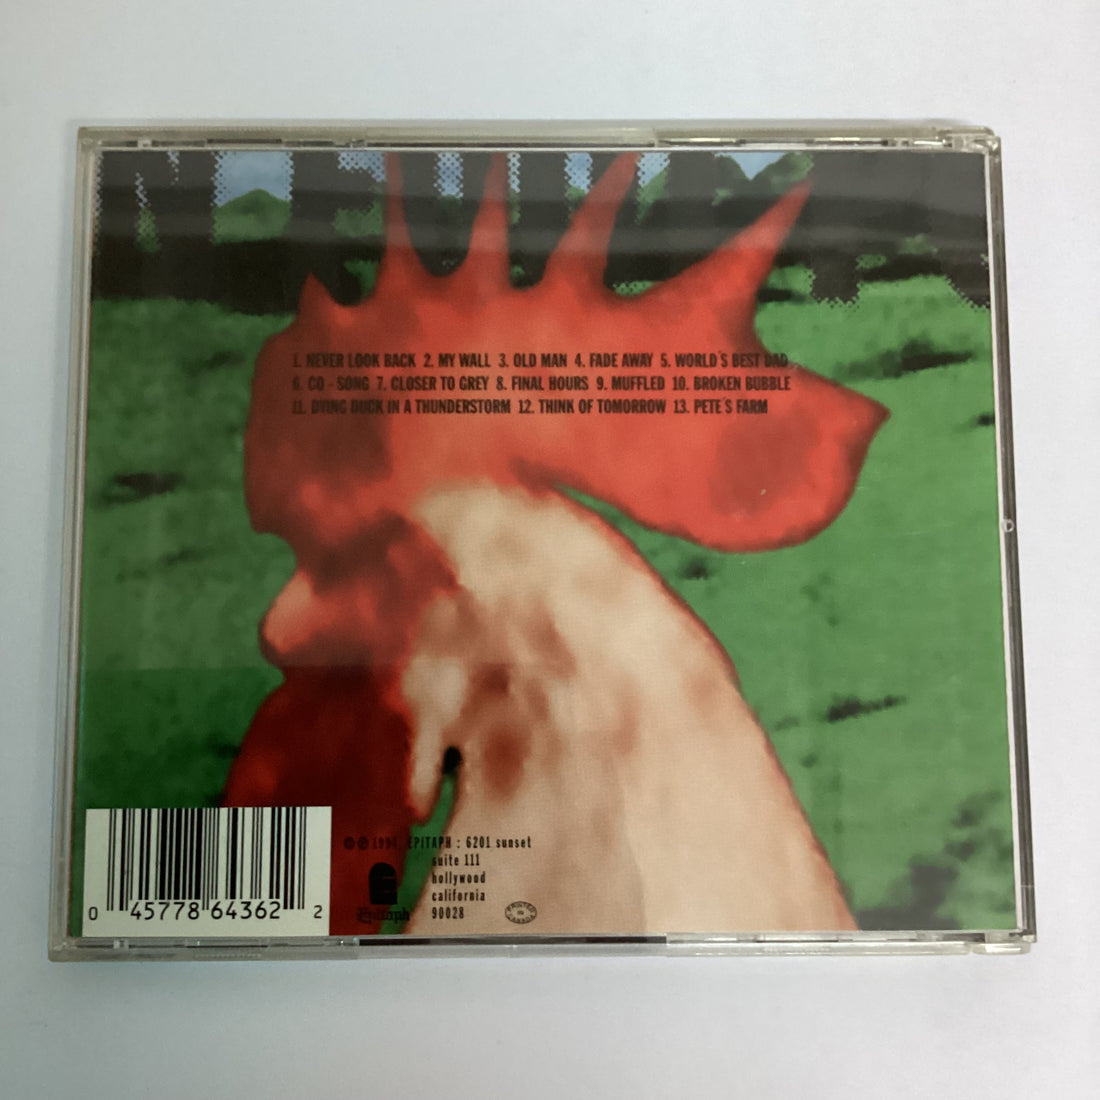 1. NEVER LOOK BACK 2. MY WALL 3. OLD MAN 4. FADE AWAY 5. WORLD'S BEST DAD
6. CO - SONG 7. CLOSER TO GREY 8. FINAL HOURS 9. MUFFLED 10. BROKEN BUBBLE
11. DYING DUCK IN A THUNDERSTORM 12. THINK OF TOMORROW 13. PETE'S FARM
EPITAPH : 6201 sunset
suite 111
hollywood
california
90028
Epitaph
PRINTED IN CANADA
0 45778 64362 2